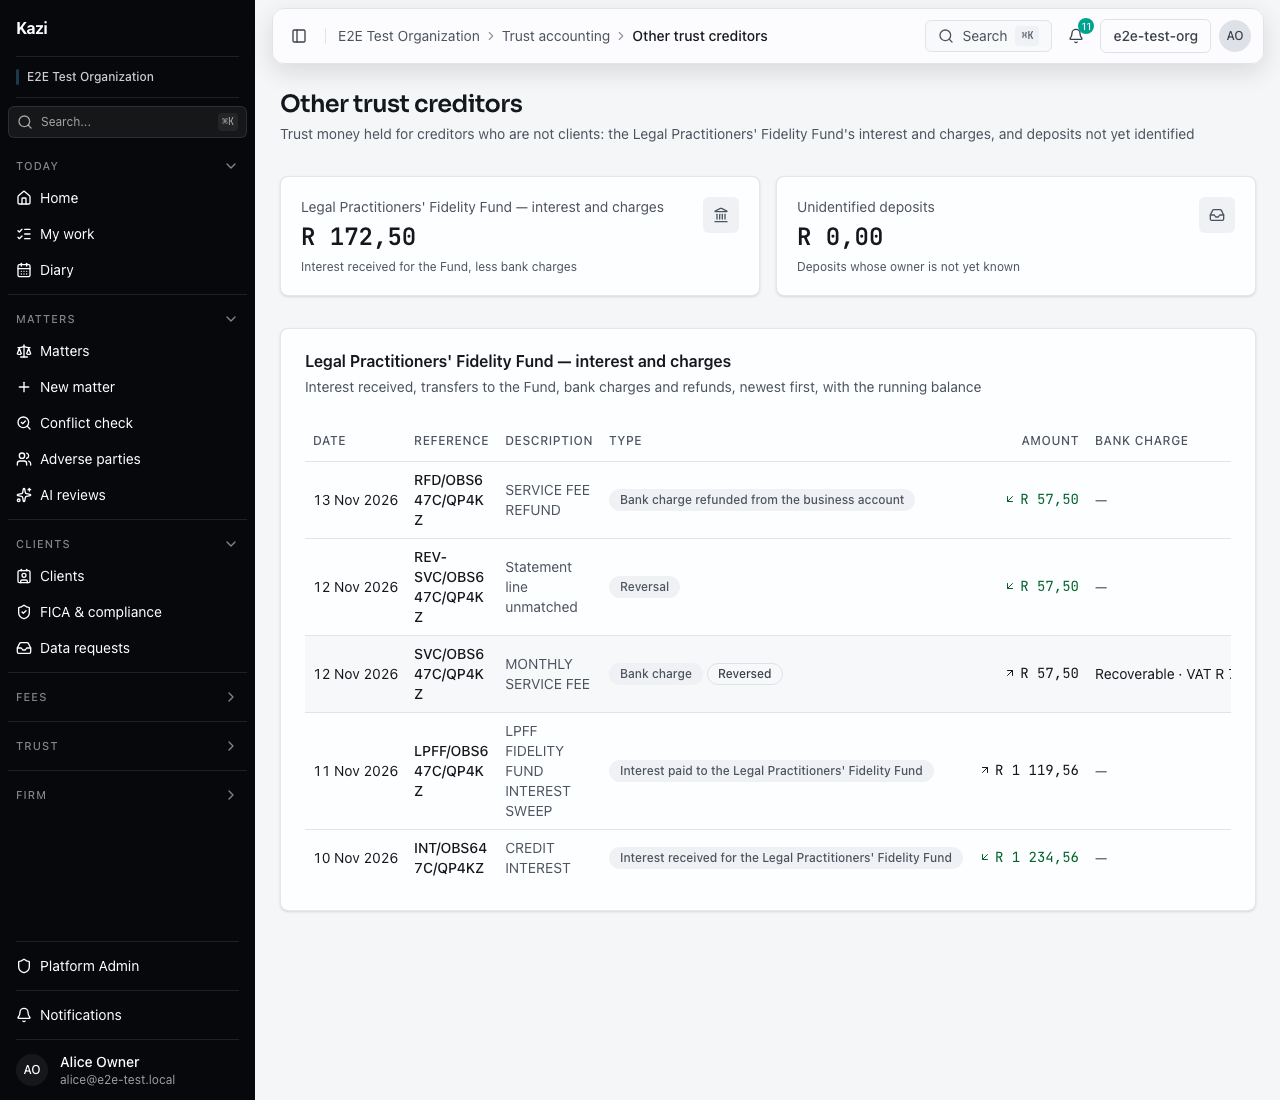 Kazi
E2E Test Organization
Search...
⌘K
TODAY
Home
My work
Diary
MATTERS
Matters
New matter
Conflict check
Adverse parties
AI reviews
CLIENTS
Clients
FICA & compliance
Data requests
FEES
TRUST
FIRM
Platform Admin
Notifications
AO
Alice Owner
alice@e2e-test.local
E2E Test Organization > Trust accounting > Other trust creditors
Search ⌘K
11
e2e-test-org
AO
Other trust creditors
Trust money held for creditors who are not clients: the Legal Practitioners' Fidelity Fund's interest and charges, and deposits not yet identified
Legal Practitioners' Fidelity Fund — interest and charges
R 172,50
Interest received for the Fund, less bank charges
Unidentified deposits
R 0,00
Deposits whose owner is not yet known
Legal Practitioners' Fidelity Fund — interest and charges
Interest received, transfers to the Fund, bank charges and refunds, newest first, with the running balance
DATE REFERENCE DESCRIPTION TYPE AMOUNT BANK CHARGE
13 Nov 2026
RFD/OBS6
47C/QP4K
Z
SERVICE FEE
REFUND
Bank charge refunded from the business account
↙ R 57,50
—
12 Nov 2026
REV-
SVC/OBS6
47C/QP4K
Z
Statement
line
unmatched
Reversal
↙ R 57,50
—
12 Nov 2026
SVC/OBS6
47C/QP4K
Z
MONTHLY
SERVICE FEE
Bank charge
Reversed
↗ R 57,50
Recoverable · VAT R
11 Nov 2026
LPFF/OBS6
47C/QP4K
Z
LPFF
FIDELITY
FUND
INTEREST
SWEEP
Interest paid to the Legal Practitioners' Fidelity Fund
↗ R 1 119,56
—
10 Nov 2026
INT/OBS64
7C/QP4KZ
CREDIT
INTEREST
Interest received for the Legal Practitioners' Fidelity Fund
↙ R 1 234,56
—